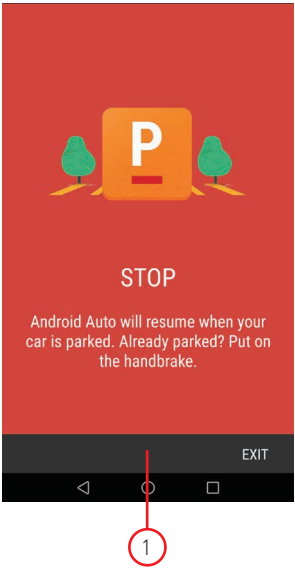 P
STOP
Android Auto will resume when your
car is parked. Already parked? Put on
the handbrake.
EXIT
1